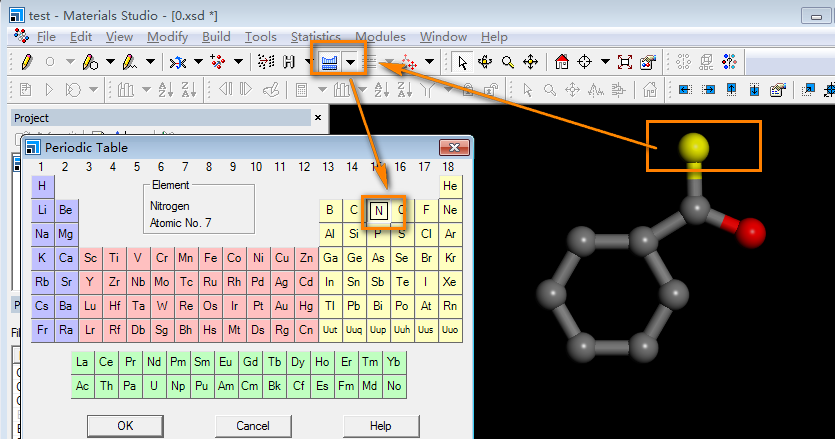 test - Materials Studio - [0.xsd *]
File Edit View Modify Build Tools Statistics Modules Window Help
Project
Periodic Table
1 2 3 4 5 6 7 8 9 10 11 12 13 14 15 16 17 18
Element
Nitrogen
Atomic No. 7
H He
Li Be B C N O F Ne
Na Mg Al Si P S Cl Ar
K Ca Sc Ti V Cr Mn Fe Co Ni Cu Zn Ga Ge As Se Br Kr
Rb Sr Y Zr Nb Mo Tc Ru Rh Pd Ag Cd In Sn Sb Te I Xe
Cs Ba Lu Hf Ta W Re Os Ir Pt Au Hg Tl Pb Bi Po At Rn
Fr Ra Lr Rf Db Sg Bh Hs Mt Ds Rg Cn Uut Uuq Uup Uuh Uus Uuo
La Ce Pr Nd Pm Sm Eu Gd Tb Dy Ho Er Tm Yb
Ac Th Pa U Np Pu Am Cm Bk Cf Es Fm Md No
OK Cancel Help